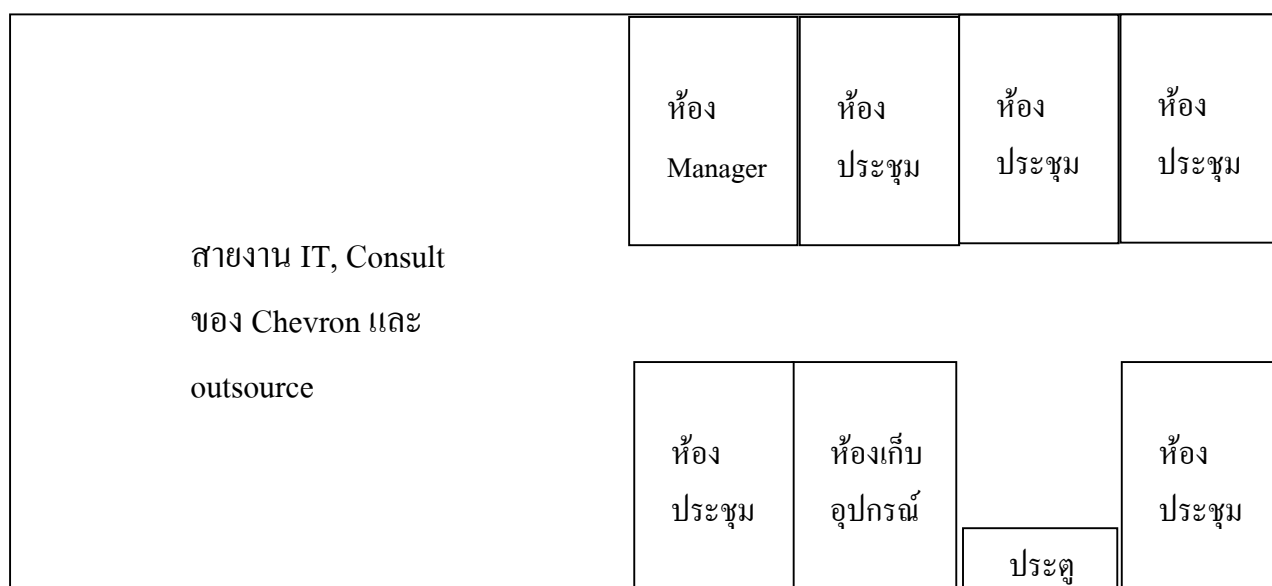 ห้อง
Manager
ห้อง
ประชุม
ห้อง
ประชุม
ห้อง
ประชุม
สายงาน IT, Consult
ของ Chevron และ
outsource
ห้อง
ประชุม
ห้องเก็บ
อุปกรณ์
ประตู
ห้อง
ประชุม